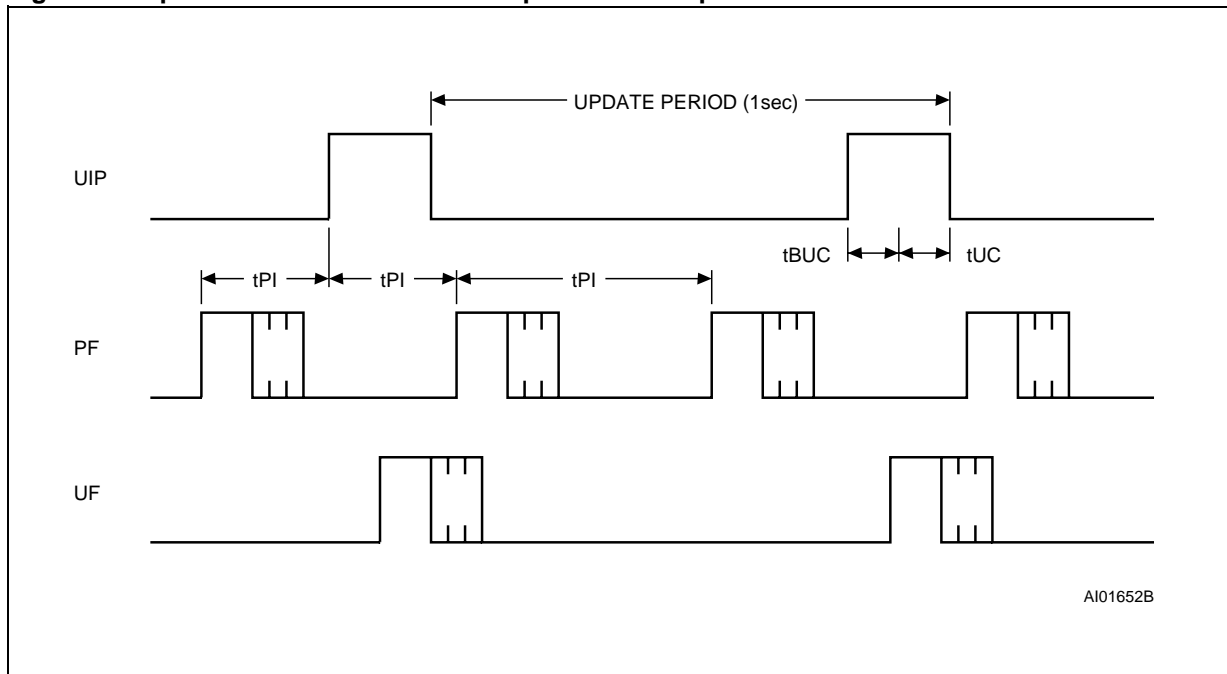 UPDATE PERIOD (1sec)
UIP
tBUC
tUC
tPI
tPI
tPI
PF
UF
AI01652B